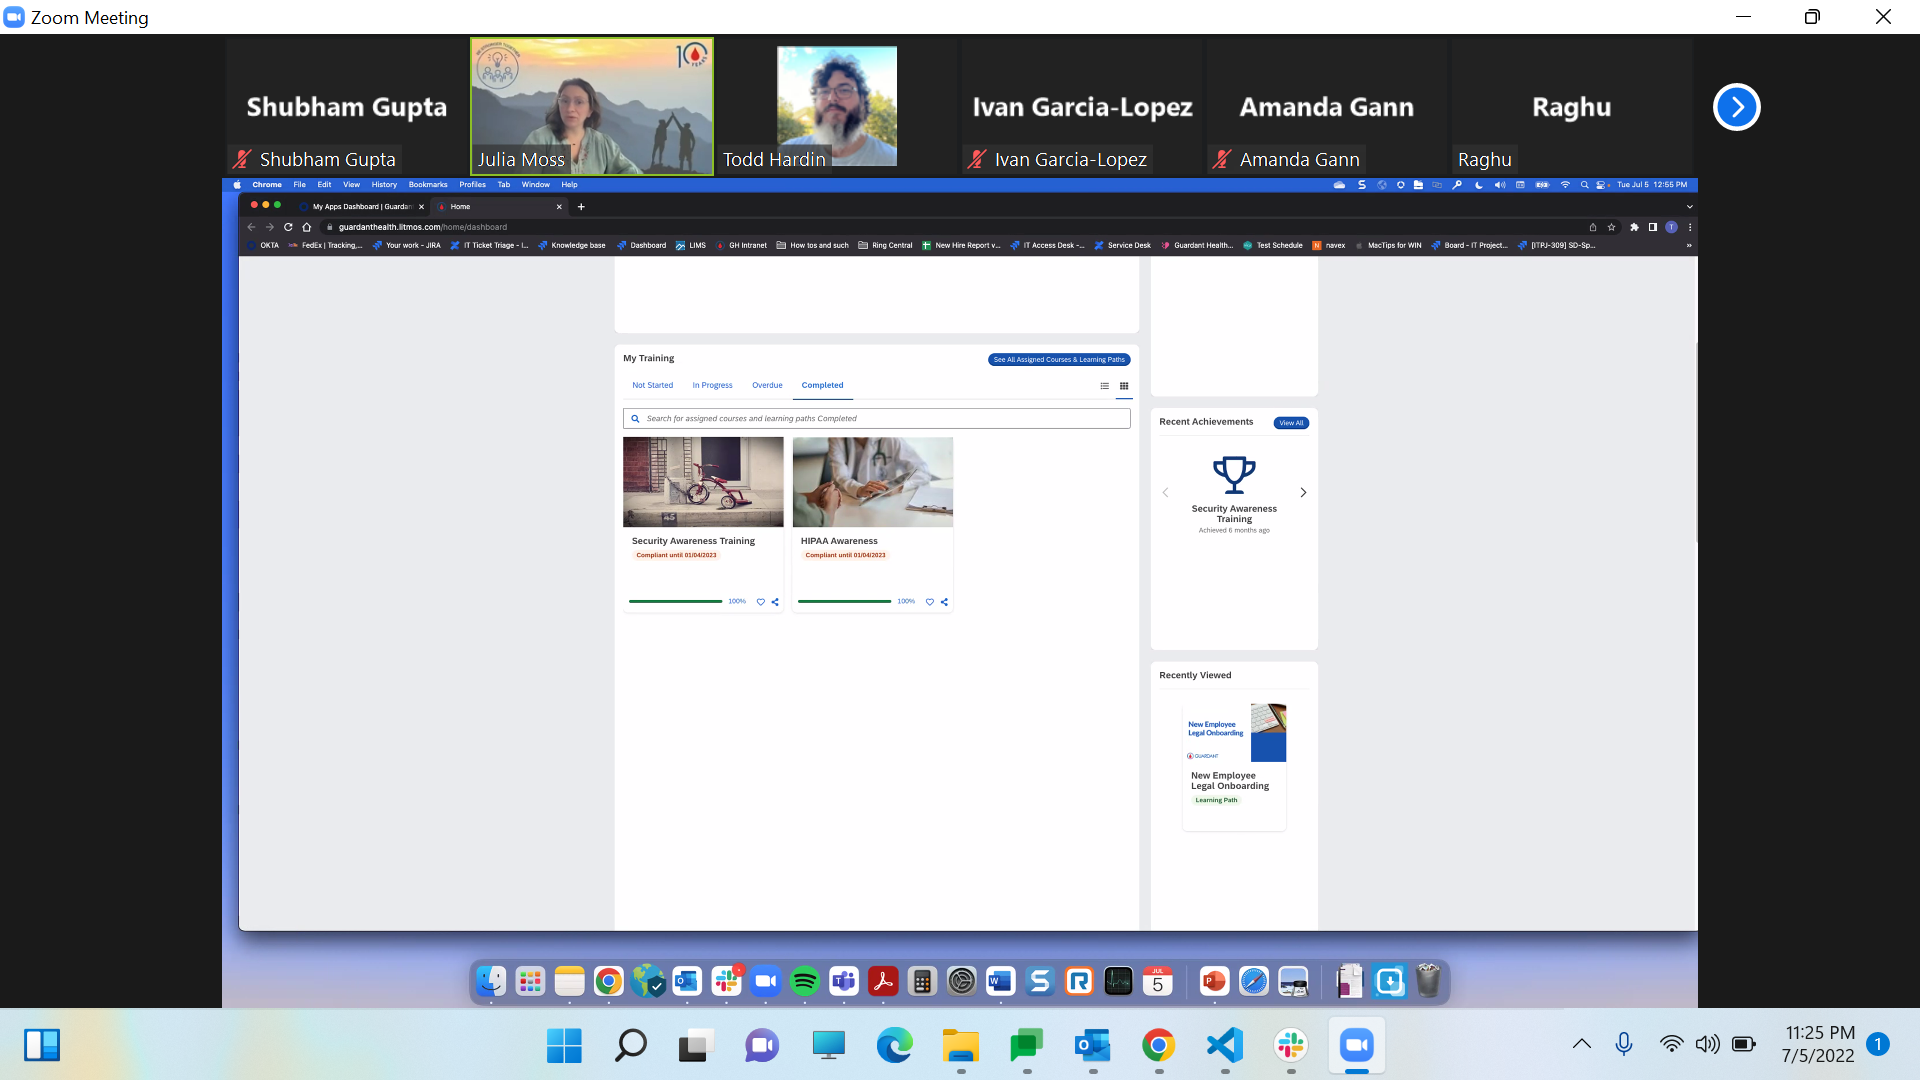 Zoom Meeting
Shubham Gupta
Ivan Garcia-Lopez
Amanda Gann
Raghu
10
YEARS
Shubham Gupta
Julia Moss
Todd Hardin
Ivan Garcia-Lopez
Amanda Gann
Raghu
Chrome File Edit View History Bookmarks Profiles Tab Window Help
Tue Jul 5 12:55 PM
My Apps Dashboard | Guardan
Home
guardanthealth.litmos.com/home/dashboard
OKTA FedEx | Tracking,... Your work - JIRA IT Ticket Triage - I... Knowledge base Dashboard LIMS GH Intranet How tos and such Ring Central New Hire Report v... IT Access Desk -... Service Desk Guardant Health... Test Schedule navex MacTips for WIN Board - IT Project... [ITPJ-309] SD-Sp... »
My Training
See All Assigned Courses & Learning Paths
Not Started In Progress Overdue Completed
Search for assigned courses and learning paths Completed
Security Awareness Training
Compliant until 01/04/2023
100%
HIPAA Awareness
Compliant until 01/04/2023
100%
Recent Achievements
View All
Security Awareness
Training
Achieved 6 months ago
Recently Viewed
New Employee
Legal Onboarding
GUARDANT
New Employee
Legal Onboarding
Learning Path
JUL
5
11:25 PM
7/5/2022
1